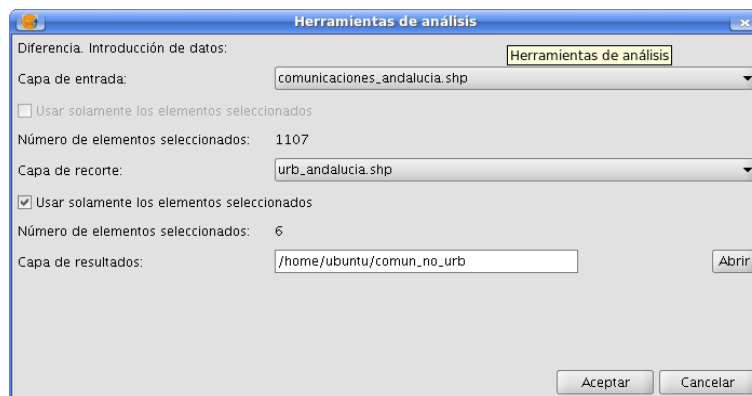 Herramientas de análisis
Diferencia. Introducción de datos:
Herramientas de análisis
Capa de entrada: comunicaciones_andalucia.shp
Usar solamente los elementos seleccionados
Número de elementos seleccionados: 1107
Capa de recorte: urb_andalucia.shp
Usar solamente los elementos seleccionados
Número de elementos seleccionados: 6
Capa de resultados: /home/ubuntu/comun_no_urb Abrir
Aceptar Cancelar